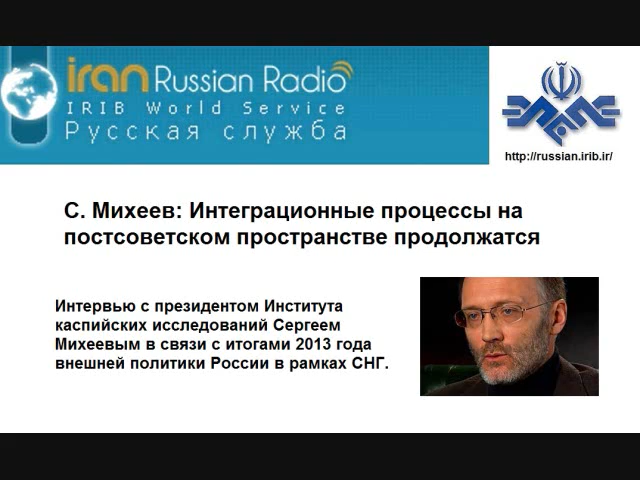 iran Russian Radio
IRIB World Service
Русская служба
http://russian.irib.ir/
С. Михеев: Интеграционные процессы на
постсоветском пространстве продолжатся
Интервью с президентом Института
каспийских исследований Сергеем
Михеевым в связи с итогами 2013 года
внешней политики России в рамках СНГ.